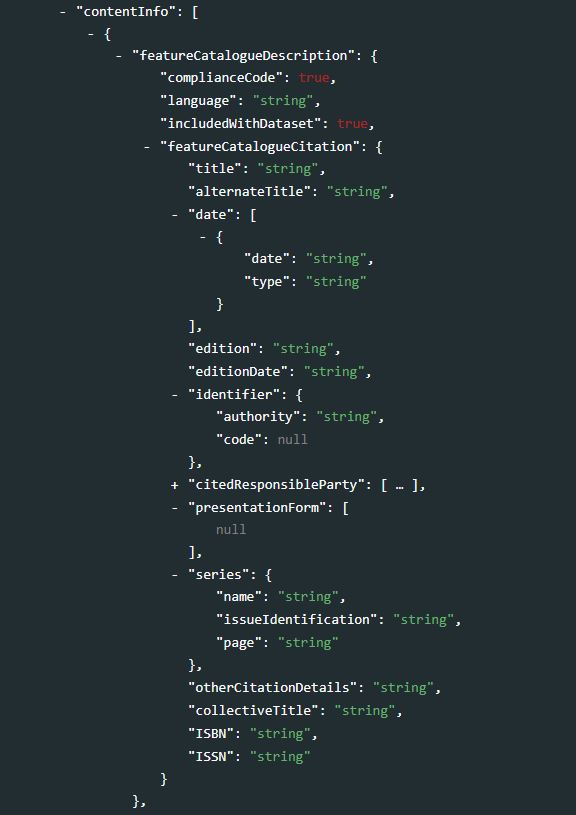 - "contentInfo": [
- {
- "featureCatalogueDescription": {
"complianceCode": true,
"language": "string",
"includedWithDataset": true,
- "featureCatalogueCitation": {
"title": "string",
"alternateTitle": "string",
- "date": [
- {
"date": "string",
"type": "string"
}
],
"edition": "string",
"editionDate": "string",
- "identifier": {
"authority": "string",
"code": null
},
+ "citedResponsibleParty": [ … ],
- "presentationForm": [
null
],
- "series": {
"name": "string",
"issueIdentification": "string",
"page": "string"
},
"otherCitationDetails": "string",
"collectiveTitle": "string",
"ISBN": "string",
"ISSN": "string"
}
},